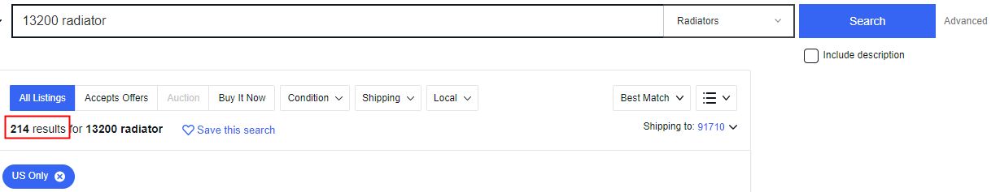 13200 radiator
Radiators
Search
Advanced
Include description
All Listings
Accepts Offers
Auction
Buy It Now
Condition
Shipping
Local
Best Match
214 results for 13200 radiator
Save this search
Shipping to: 91710
US Only